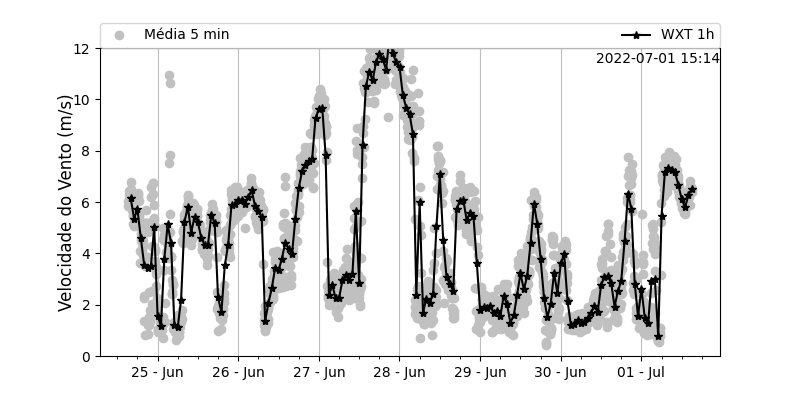 Média 5 min
WXT 1h
2022-07-01 15:14
Velocidade do Vento (m/s)
12
10
8
6
4
2
0
25 - Jun
26 - Jun
27 - Jun
28 - Jun
29 - Jun
30 - Jun
01 - Jul